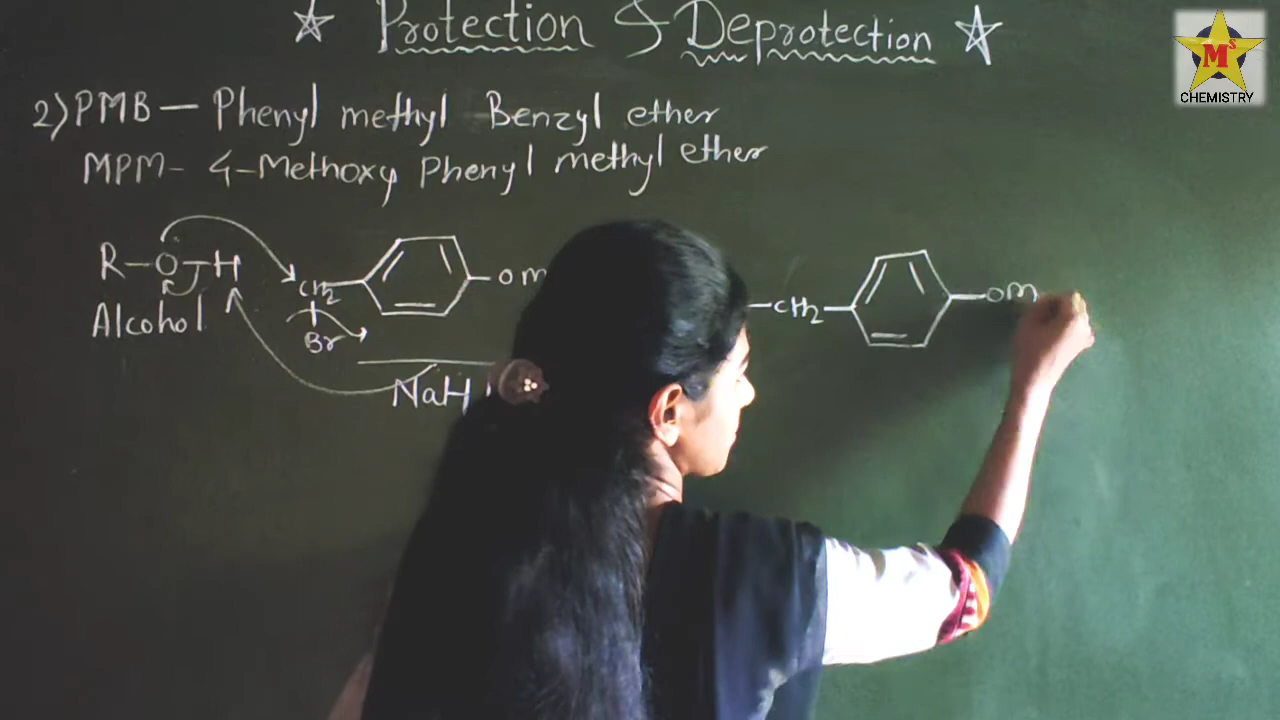 ☆ Protection & Deprotection ☆
2) PMB — Phenyl methyl Benzyl ether
MPM - 4-Methoxy Phenyl methyl ether
R-O-H
CH2
OM
-CH2
OM
Alcohol
Br
NaH
Ms
CHEMISTRY